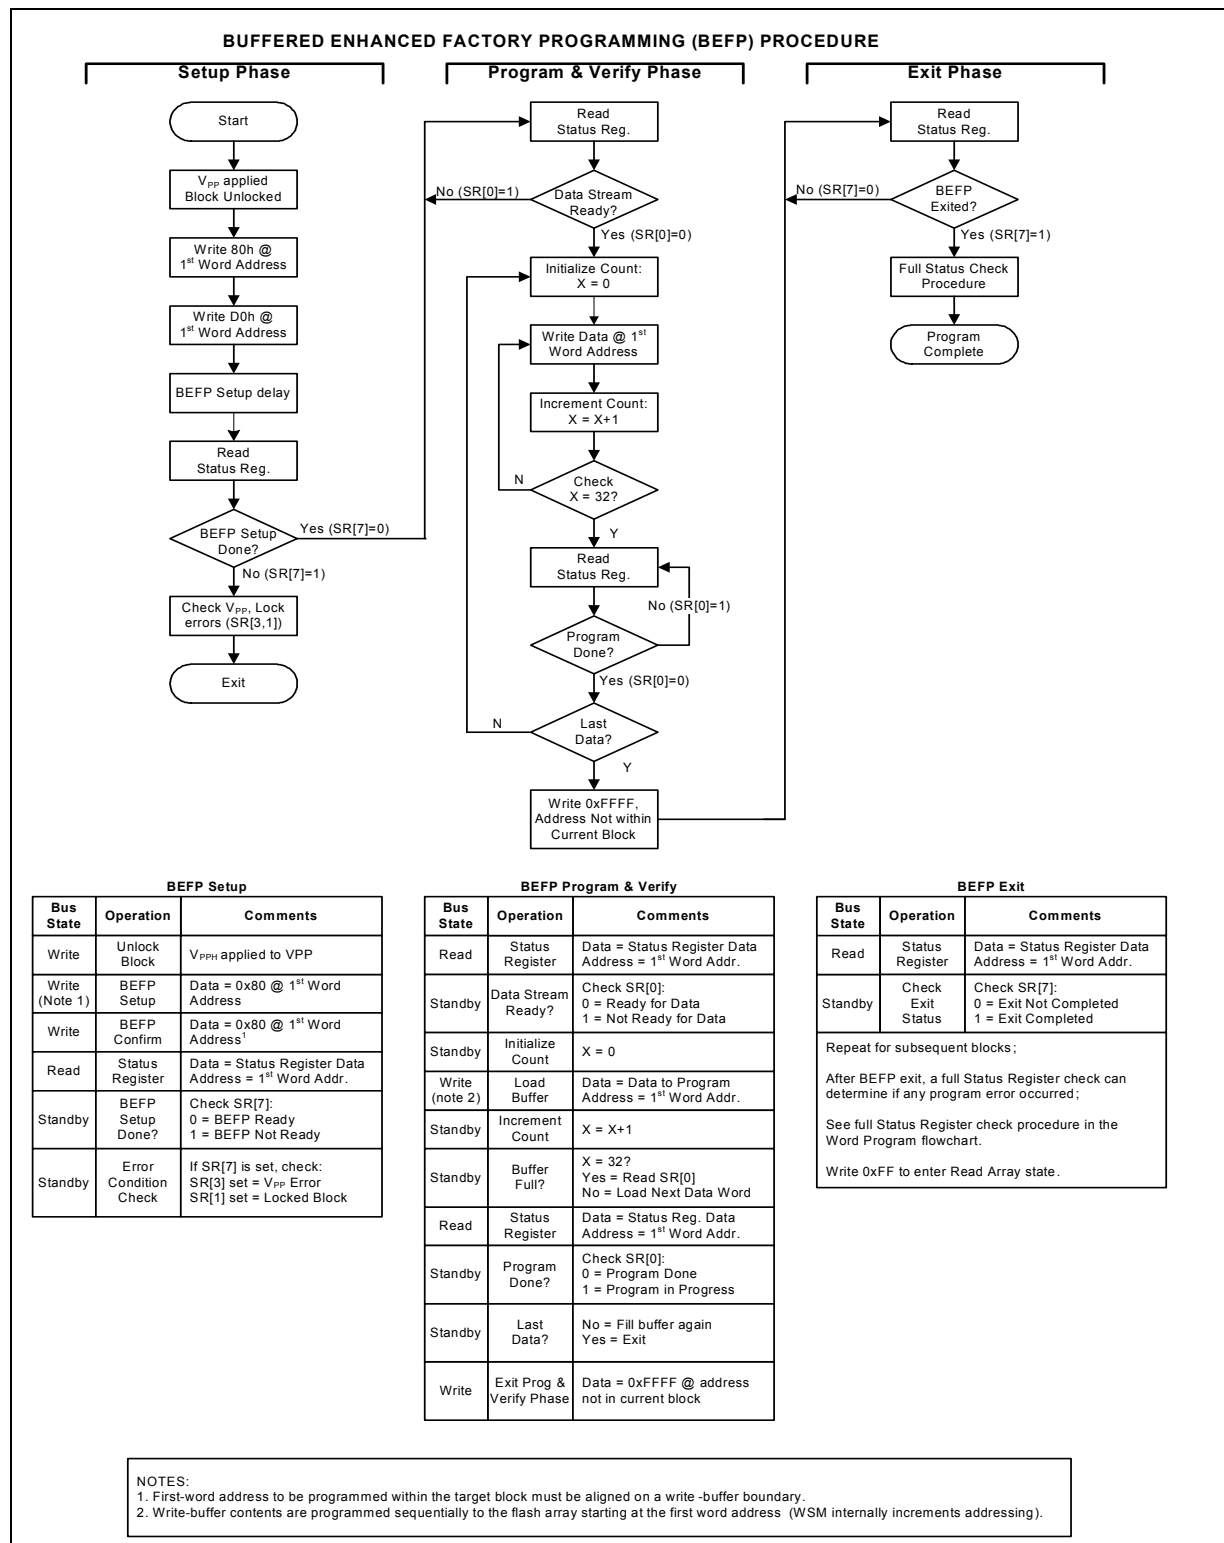 BUFFERED ENHANCED FACTORY PROGRAMMING (BEFP) PROCEDURE
Setup Phase
Start
VPP applied
Block Unlocked
Write 80h @
1st Word Address
Write D0h @
1st Word Address
BEFP Setup delay
Read
Status Reg.
BEFP Setup
Done?
Yes (SR[7]=0)
No (SR[7]=1)
Check VPP, Lock
errors (SR[3,1])
Exit
Program & Verify Phase
Read
Status Reg.
No (SR[0]=1)
Data Stream
Ready?
Yes (SR[0]=0)
Initialize Count:
X = 0
Write Data @ 1st
Word Address
Increment Count:
X = X+1
N
Check
X = 32?
Y
Read
Status Reg.
No (SR[0]=1)
Program
Done?
Yes (SR[0]=0)
N
Last
Data?
Y
Write 0xFFFF,
Address Not within
Current Block
Exit Phase
Read
Status Reg.
No (SR[7]=0)
BEFP
Exited?
Yes (SR[7]=1)
Full Status Check
Procedure
Program
Complete
BEFP Setup
Bus
State
Operation
Comments
Write
Unlock
Block
VPPH applied to VPP
Write
(Note 1)
BEFP
Setup
Data = 0x80 @ 1st Word
Address
Write
BEFP
Confirm
Data = 0x80 @ 1st Word
Address1
Read
Status
Register
Data = Status Register Data
Address = 1st Word Addr.
Standby
BEFP
Setup
Done?
Check SR[7]:
0 = BEFP Ready
1 = BEFP Not Ready
Standby
Error
Condition
Check
If SR[7] is set, check:
SR[3] set = VPP Error
SR[1] set = Locked Block
BEFP Program & Verify
Bus
State
Operation
Comments
Read
Status
Register
Data = Status Register Data
Address = 1st Word Addr.
Standby
Data Stream
Ready?
Check SR[0]:
0 = Ready for Data
1 = Not Ready for Data
Standby
Initialize
Count
X = 0
Write
(note 2)
Load
Buffer
Data = Data to Program
Address = 1st Word Addr.
Standby
Increment
Count
X = X+1
Standby
Buffer
Full?
X = 32?
Yes = Read SR[0]
No = Load Next Data Word
Read
Status
Register
Data = Status Reg. Data
Address = 1st Word Addr.
Standby
Program
Done?
Check SR[0]:
0 = Program Done
1 = Program in Progress
Standby
Last
Data?
No = Fill buffer again
Yes = Exit
Write
Exit Prog &
Verify Phase
Data = 0xFFFF @ address
not in current block
BEFP Exit
Bus
State
Operation
Comments
Read
Status
Register
Data = Status Register Data
Address = 1st Word Addr.
Standby
Check
Exit
Status
Check SR[7]:
0 = Exit Not Completed
1 = Exit Completed
Repeat for subsequent blocks;
After BEFP exit, a full Status Register check can
determine if any program error occurred;
See full Status Register check procedure in the
Word Program flowchart.
Write 0xFF to enter Read Array state.
NOTES:
1. First-word address to be programmed within the target block must be aligned on a write -buffer boundary.
2. Write-buffer contents are programmed sequentially to the flash array starting at the first word address (WSM internally increments addressing).